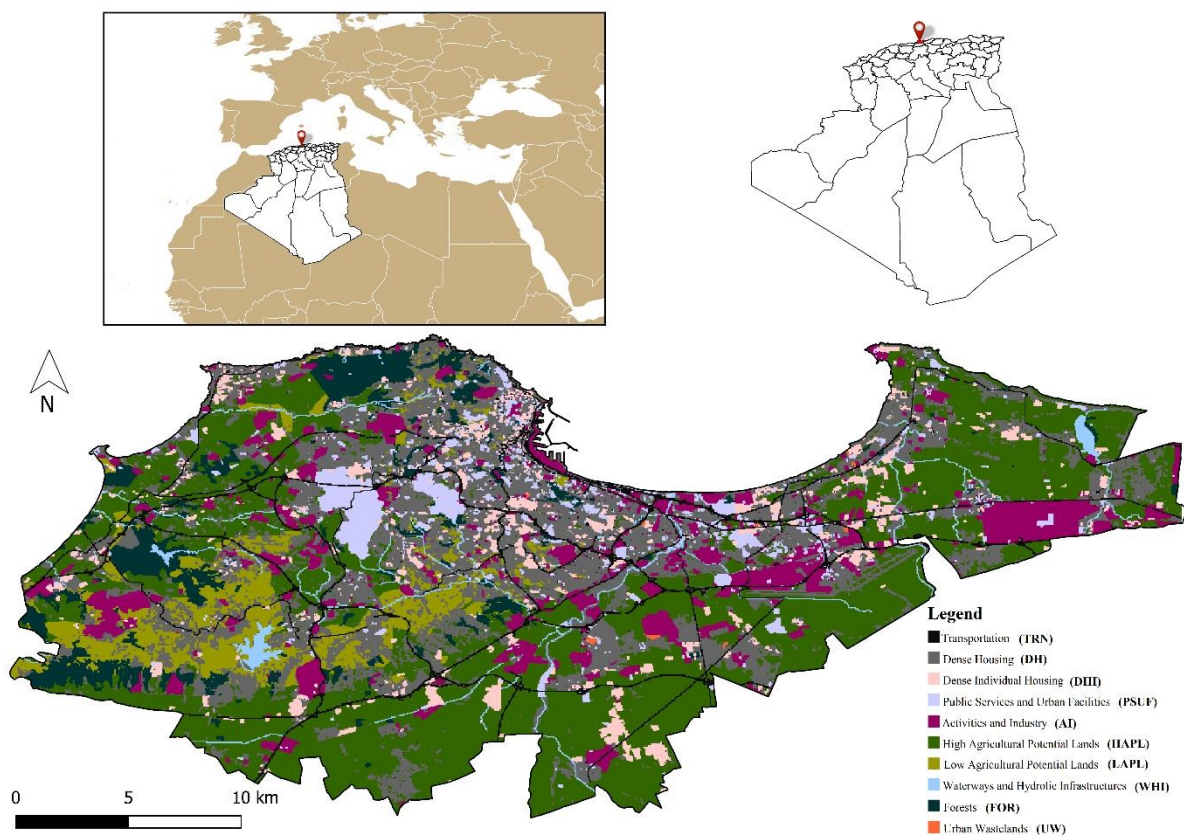 N
Legend
Transportation (TRN)
Dense Housing (DH)
Dense Individual Housing (DIH)
Public Services and Urban Facilities (PSUF)
Activities and Industry (AI)
High Agricultural Potential Lands (HAPL)
Low Agricultural Potential Lands (LAPL)
Waterways and Hydrolic Infrastructures (WHI)
Forests (FOR)
Urban Wastelands (UW)
0 5 10 km